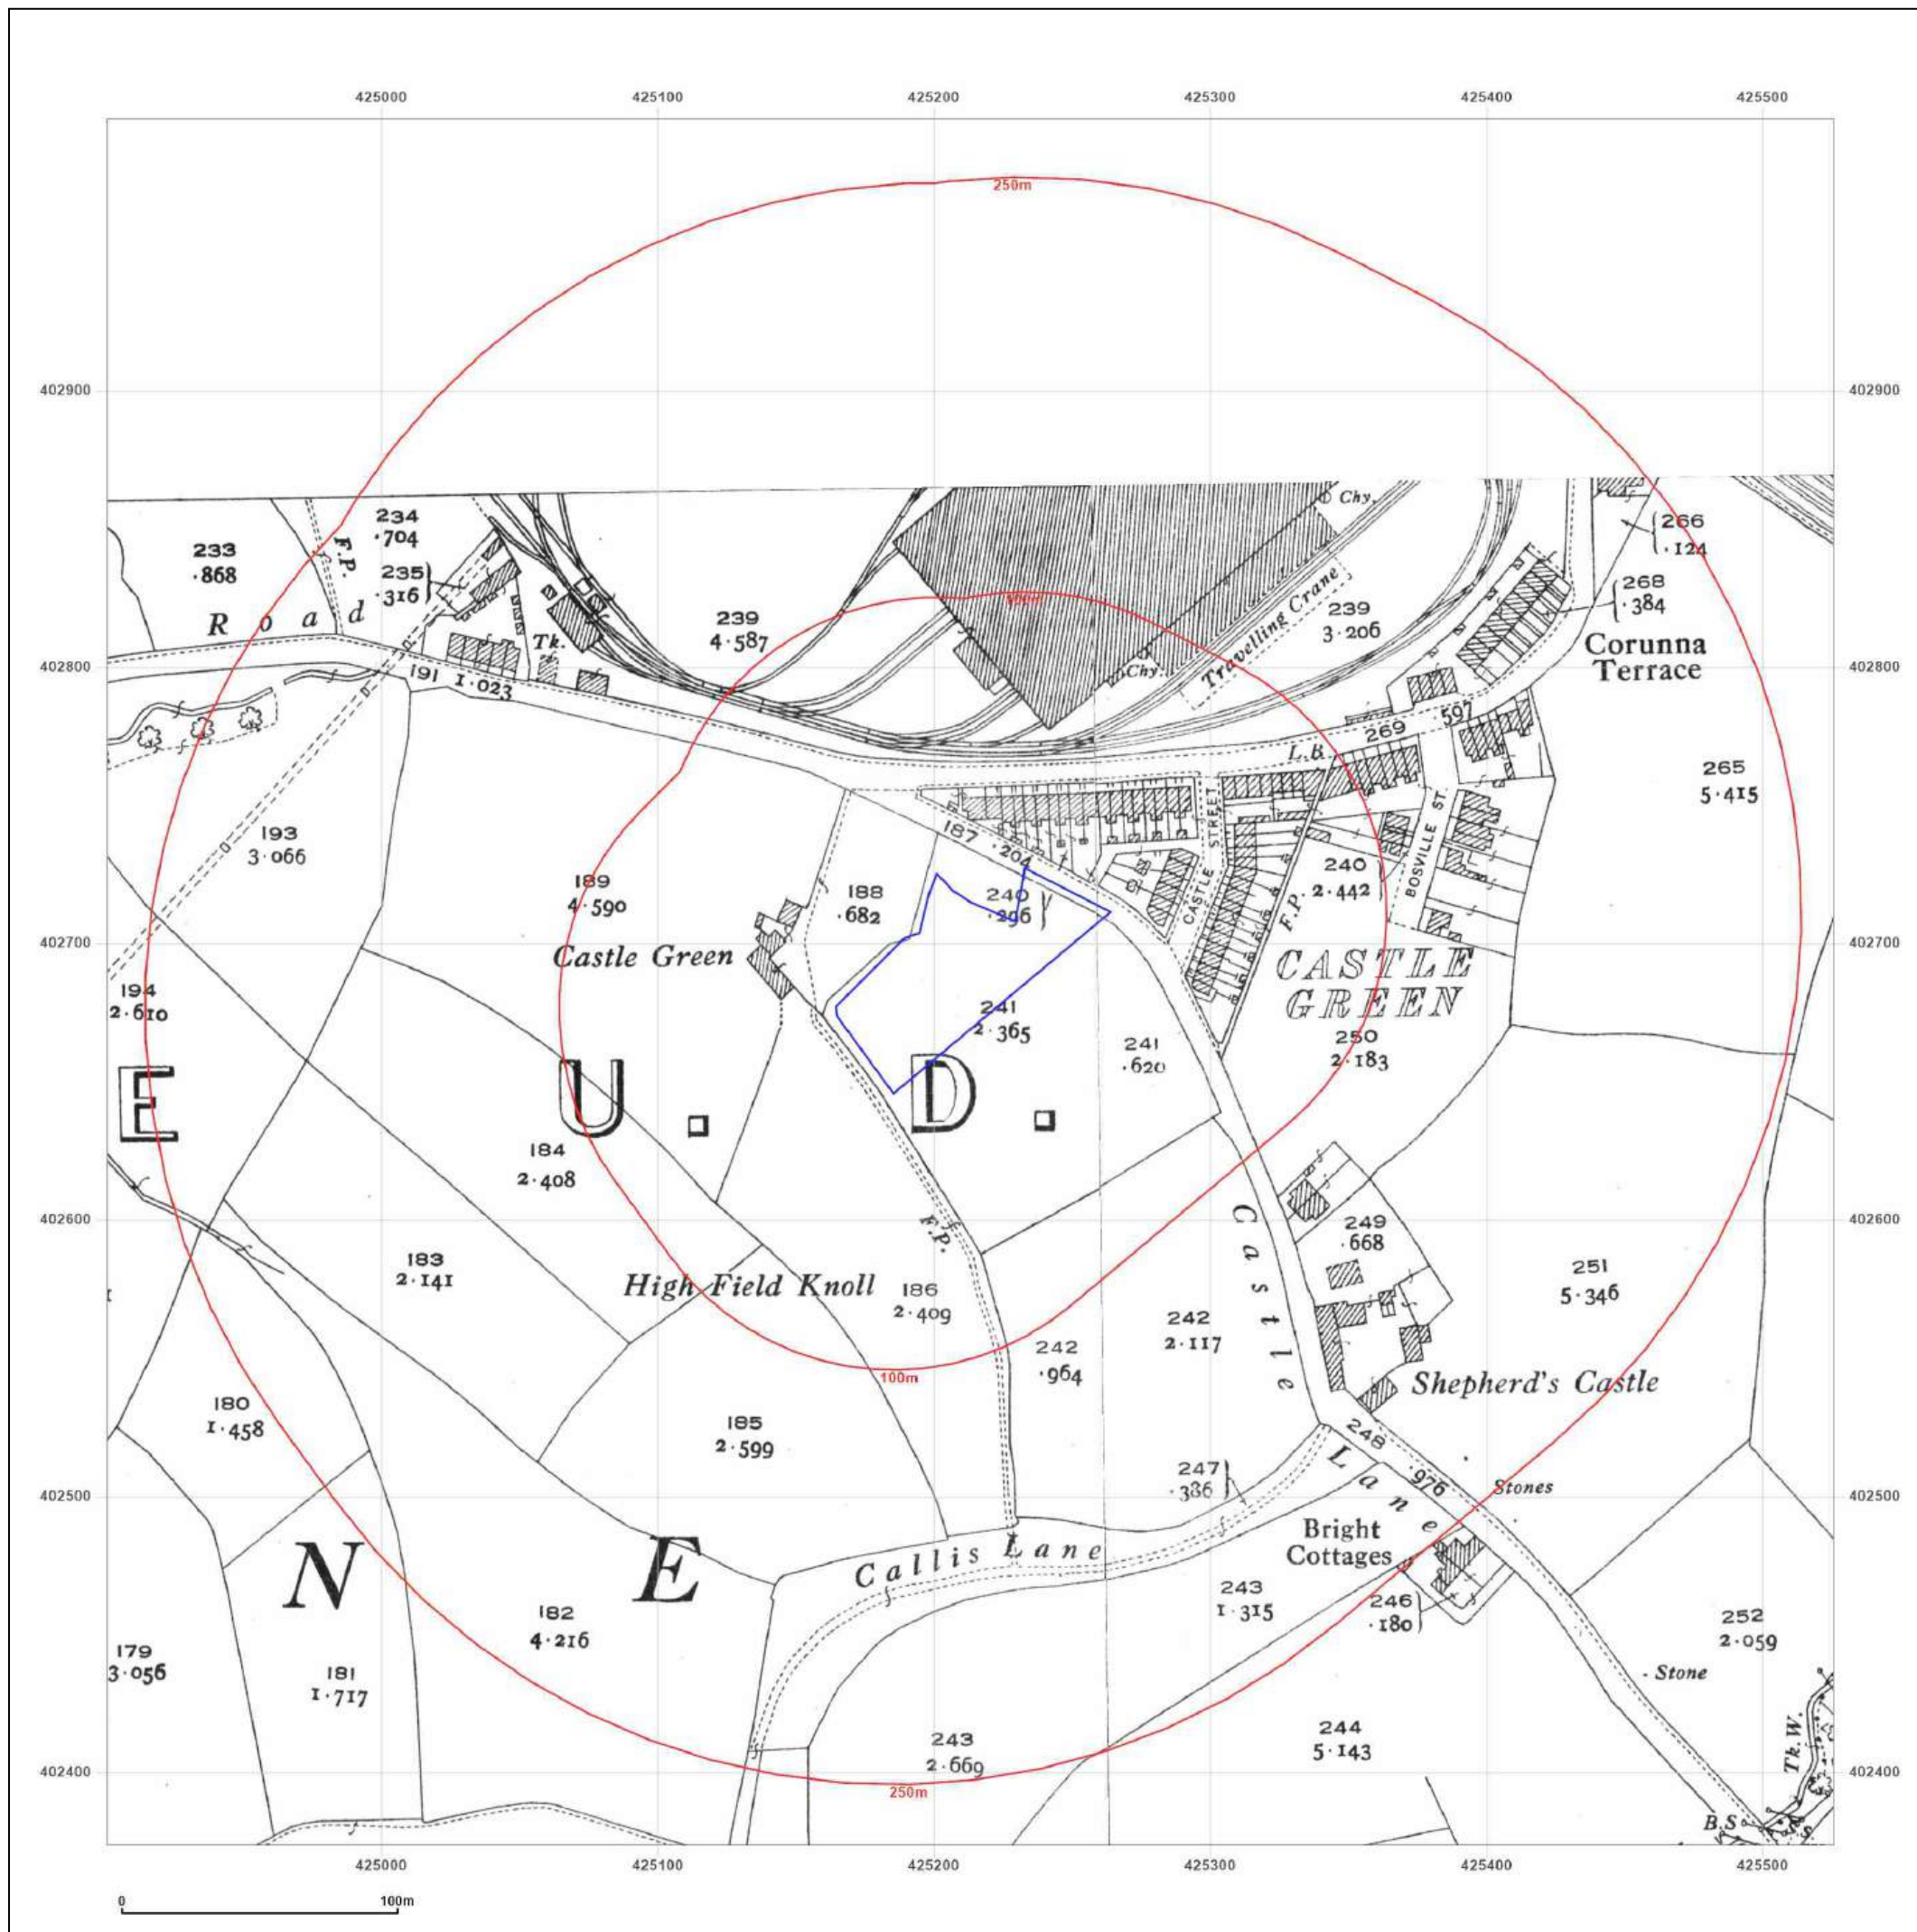 425000 425100 425200 425300 425400 425500
250m
402900 402900
Chy.
234
·704
266
·124
233
·868
F.P.
235
·316
268
·384
100m
239
4·587
239
3·206
Road
Travelling Crane
Tk.
Corunna
Terrace
402800 402800
191 1·023
Chy.
597
269
L.B.
265
5·415
193
3·066
187 ·204
CASTLE STREET
BOSVILLE ST.
189
4·590
188
·682
240
·296
240
2·442
F.P.
402700 402700
Castle Green
CASTLE
GREEN
194
2·610
241
2·365
250
2·183
241
·620
E U. D.
184
2·408
402600 402600
F.P.
249
·668
183
2·141
High Field Knoll
186
2·409
251
5·346
242
2·117
242
·964
100m
Castle
Shepherd's Castle
180
1·458
185
2·599
248 ·976
Lane
247
·386
Stones
402500 402500
Bright
Cottages
N E
Callis Lane
243
1·315
246
·180
182
4·216
252
2·059
179
3·056
181
1·717
Stone
244
5·143
243
2·669
Tk.W.
402400 402400
250m
B.S
425000 425100 425200 425300 425400 425500
0 100m